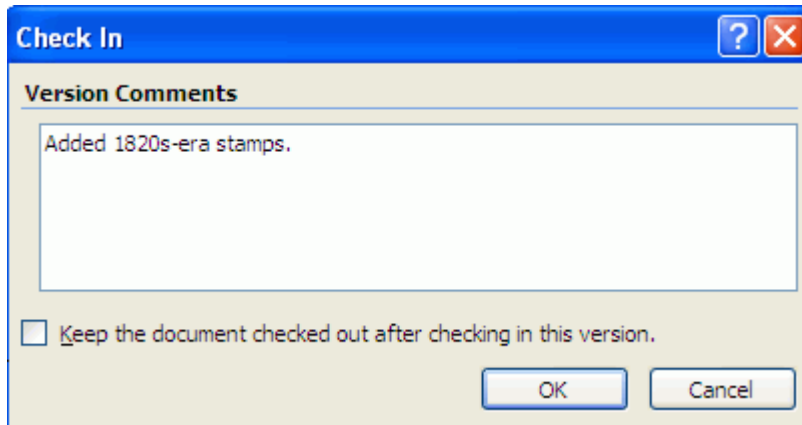 Check In
Version Comments
Added 1820s-era stamps.
Keep the document checked out after checking in this version.
OK Cancel